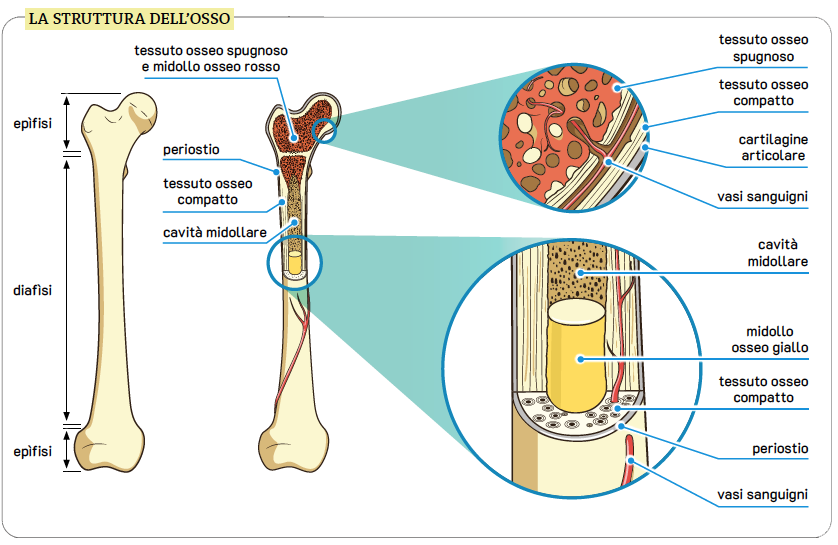 LA STRUTTURA DELL'OSSO
tessuto osseo spugnoso
e midollo osseo rosso
epìfisi
diafìsi
epìfisi
periostio
tessuto osseo
compatto
cavità midollare
tessuto osseo
spugnoso
tessuto osseo
compatto
cartilagine
articolare
vasi sanguigni
cavità
midollare
midollo
osseo giallo
tessuto osseo
compatto
periostio
vasi sanguigni